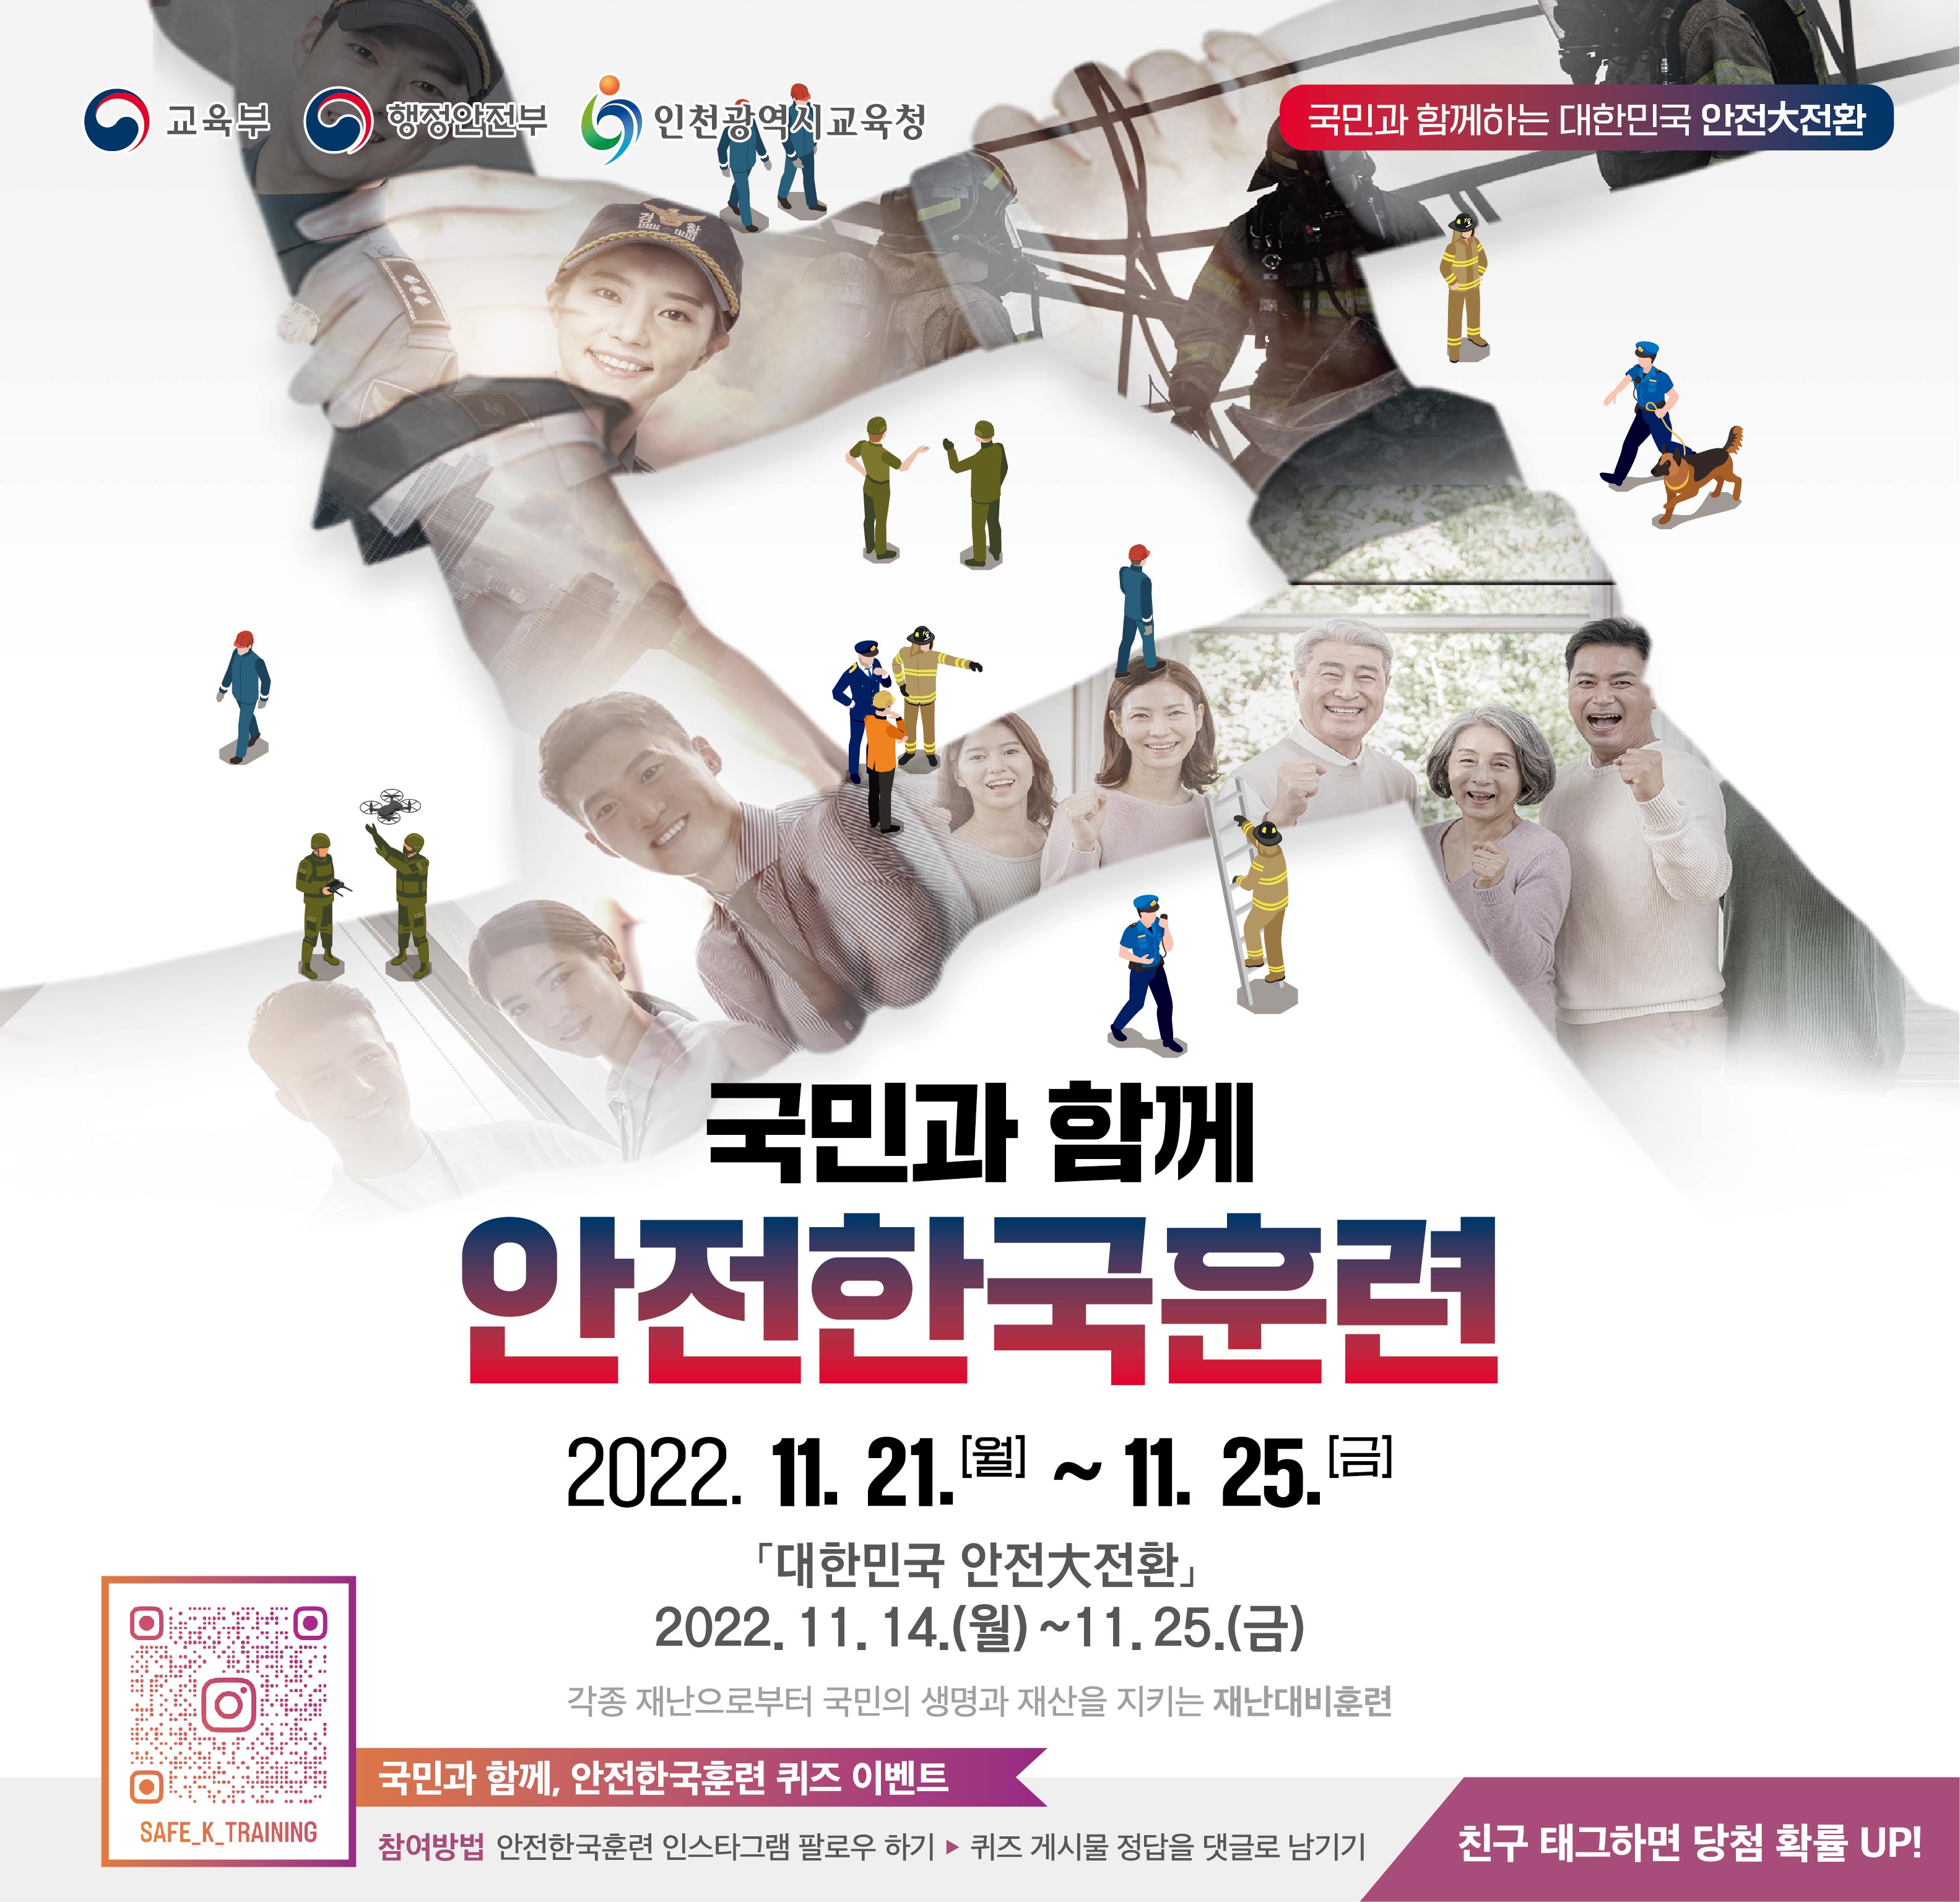 교육부 행정안전부 인천광역시교육청
국민과 함께하는 대한민국 안전大전환
경찰
국민과 함께
안전한국훈련
2022. 11. 21.[월] ~ 11. 25.[금]
「대한민국 안전大전환」
2022. 11. 14.(월) ~11. 25.(금)
각종 재난으로부터 국민의 생명과 재산을 지키는 재난대비훈련
SAFE_K_TRAINING
국민과 함께, 안전한국훈련 퀴즈 이벤트
참여방법 안전한국훈련 인스타그램 팔로우 하기 ▶ 퀴즈 게시물 정답을 댓글로 남기기
친구 태그하면 당첨 확률 UP!